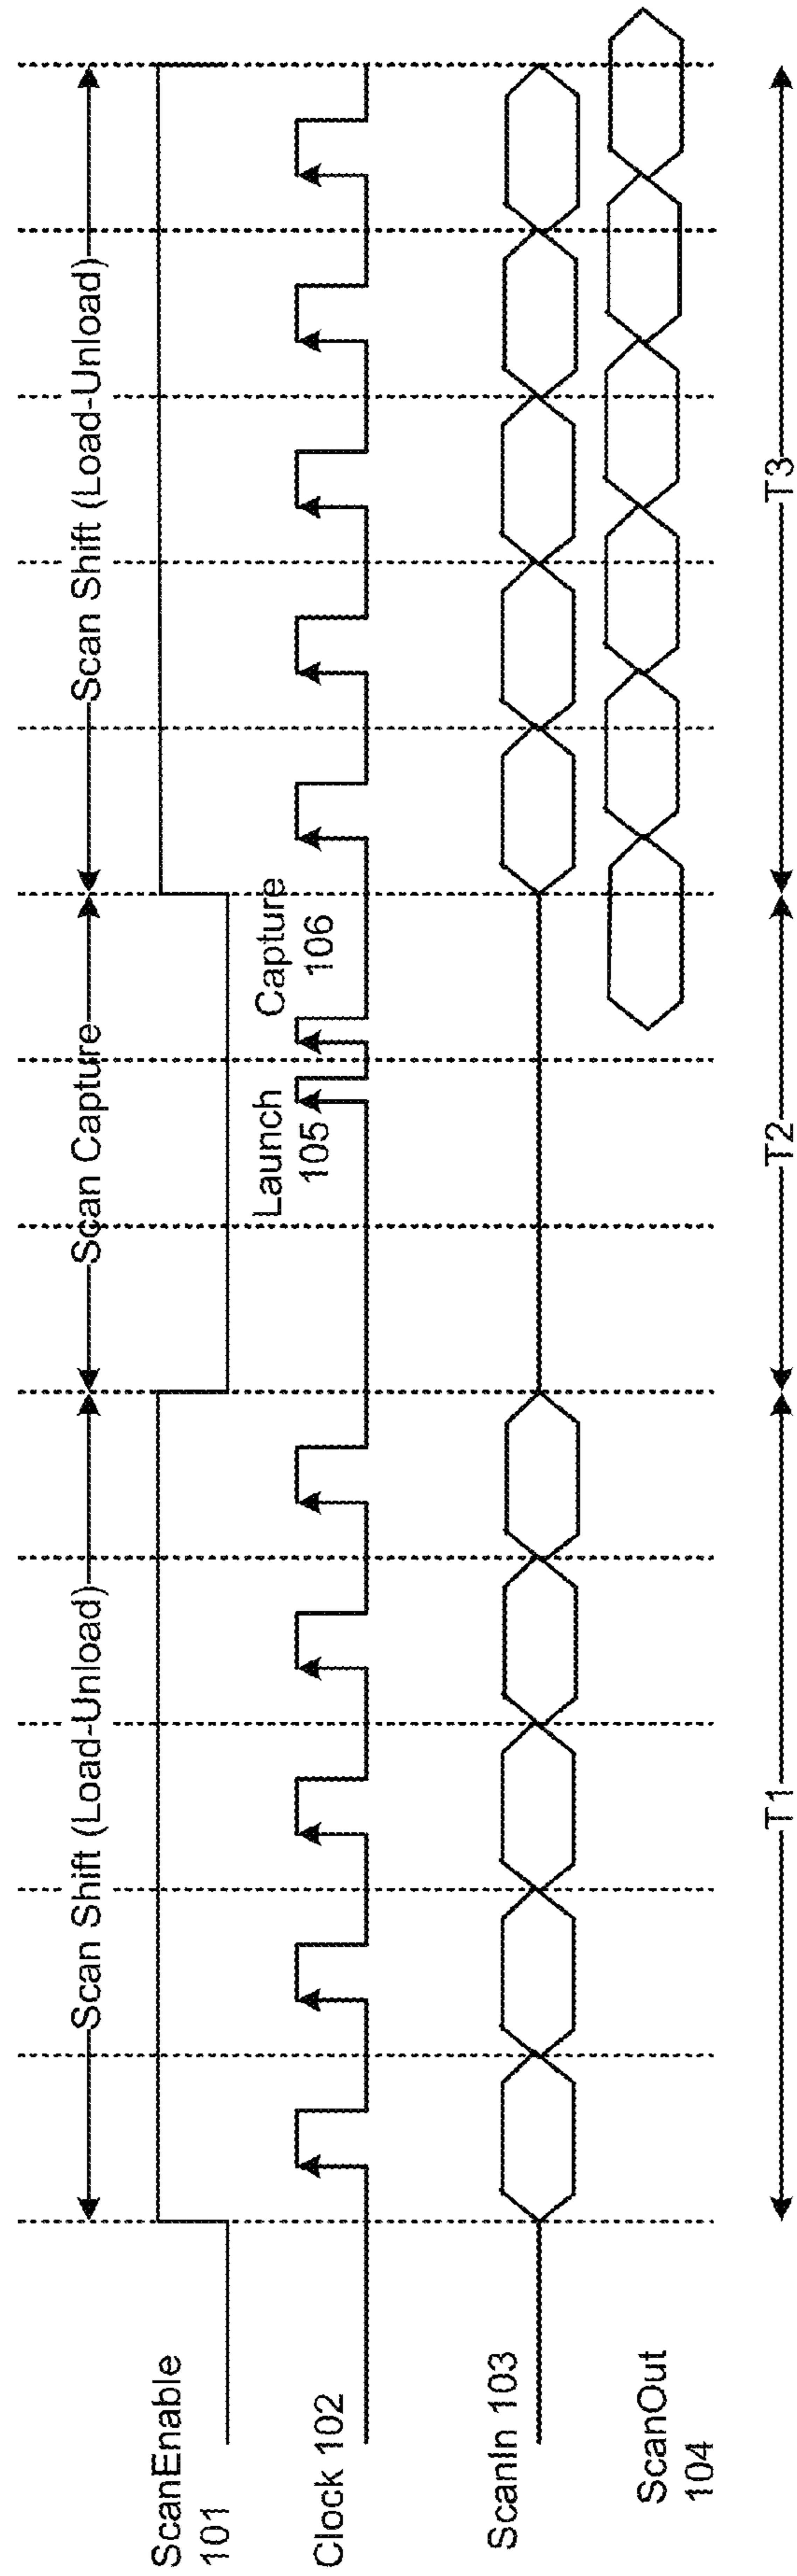 Scan Shift (Load-Unload)
Scan Capture
Scan Shift (Load-Unload)
ScanEnable
101
Launch
105
Capture
106
Clock 102
ScanIn 103
ScanOut
104
T1
T2
T3